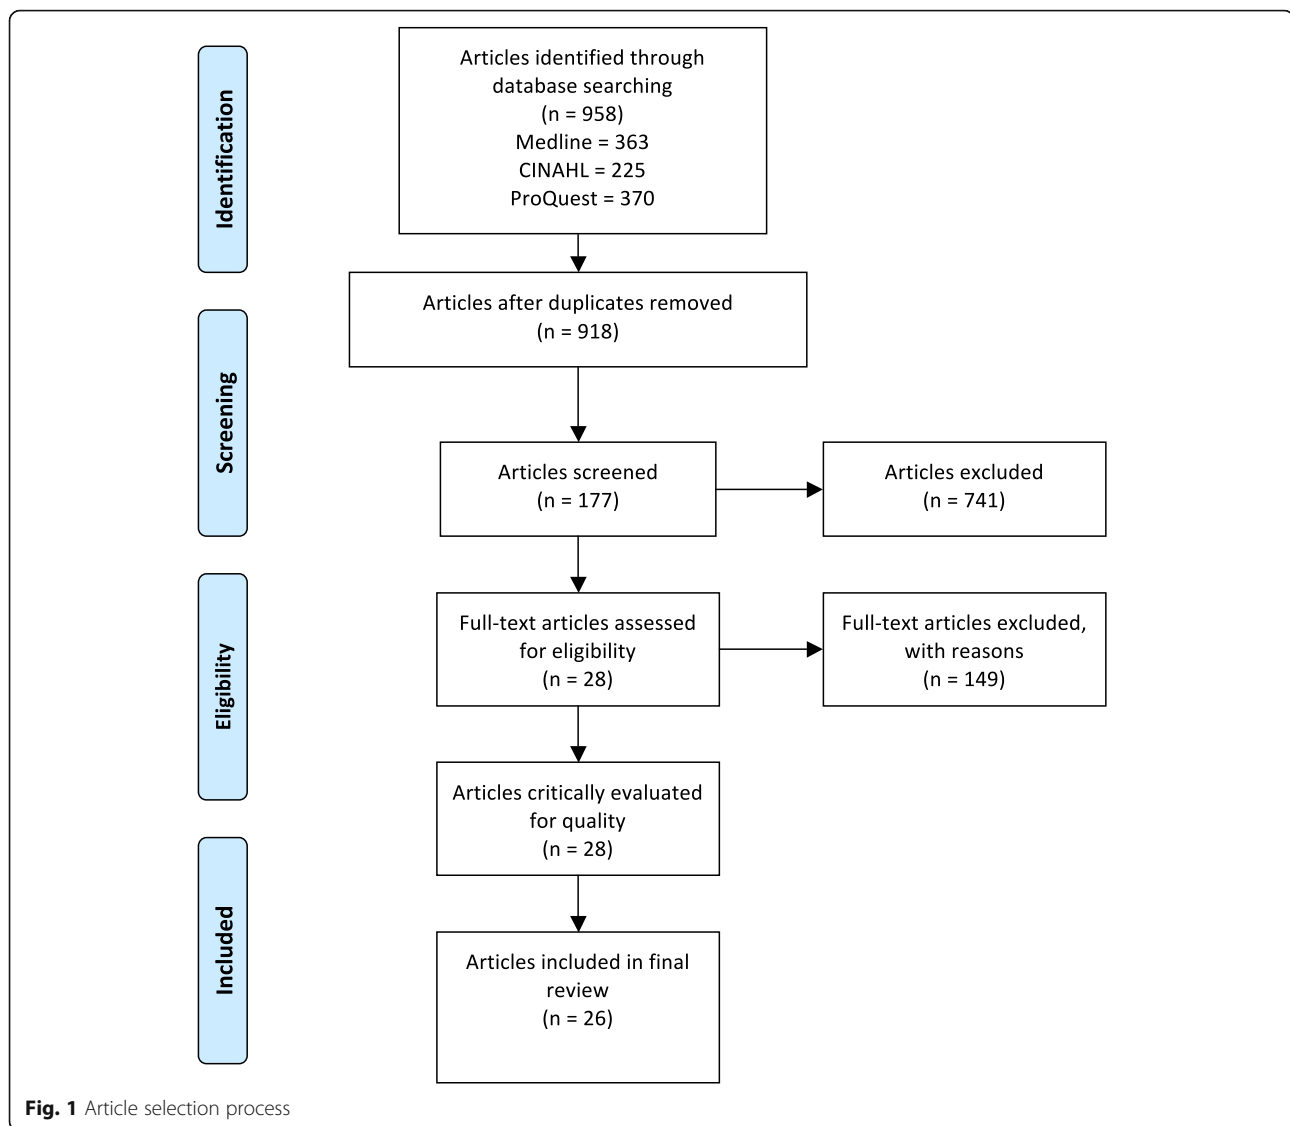 Identification
Articles identified through
database searching
(n = 958)
Medline = 363
CINAHL = 225
ProQuest = 370
Articles after duplicates removed
(n = 918)
Screening
Articles screened
(n = 177)
Articles excluded
(n = 741)
Eligibility
Full-text articles assessed
for eligibility
(n = 28)
Full-text articles excluded,
with reasons
(n = 149)
Articles critically evaluated
for quality
(n = 28)
Included
Articles included in final
review
(n = 26)
Fig. 1 Article selection process